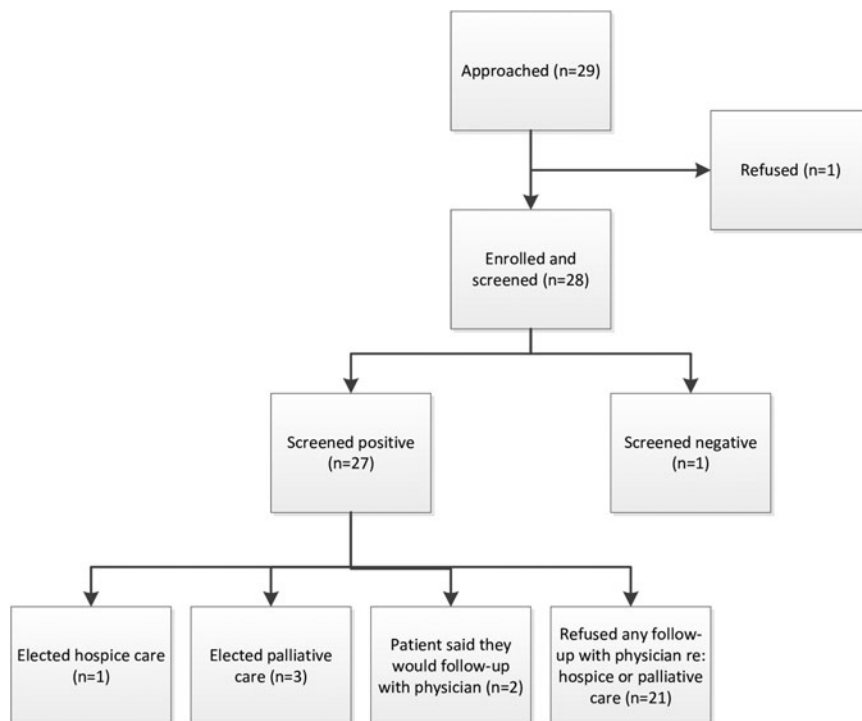 Approached (n=29)
Refused (n=1)
Enrolled and
screened (n=28)
Screened positive
(n=27)
Screened negative
(n=1)
Elected hospice care
(n=1)
Elected palliative
care (n=3)
Patient said they
would follow-up
with physician (n=2)
Refused any follow-
up with physician re:
hospice or palliative
care (n=21)